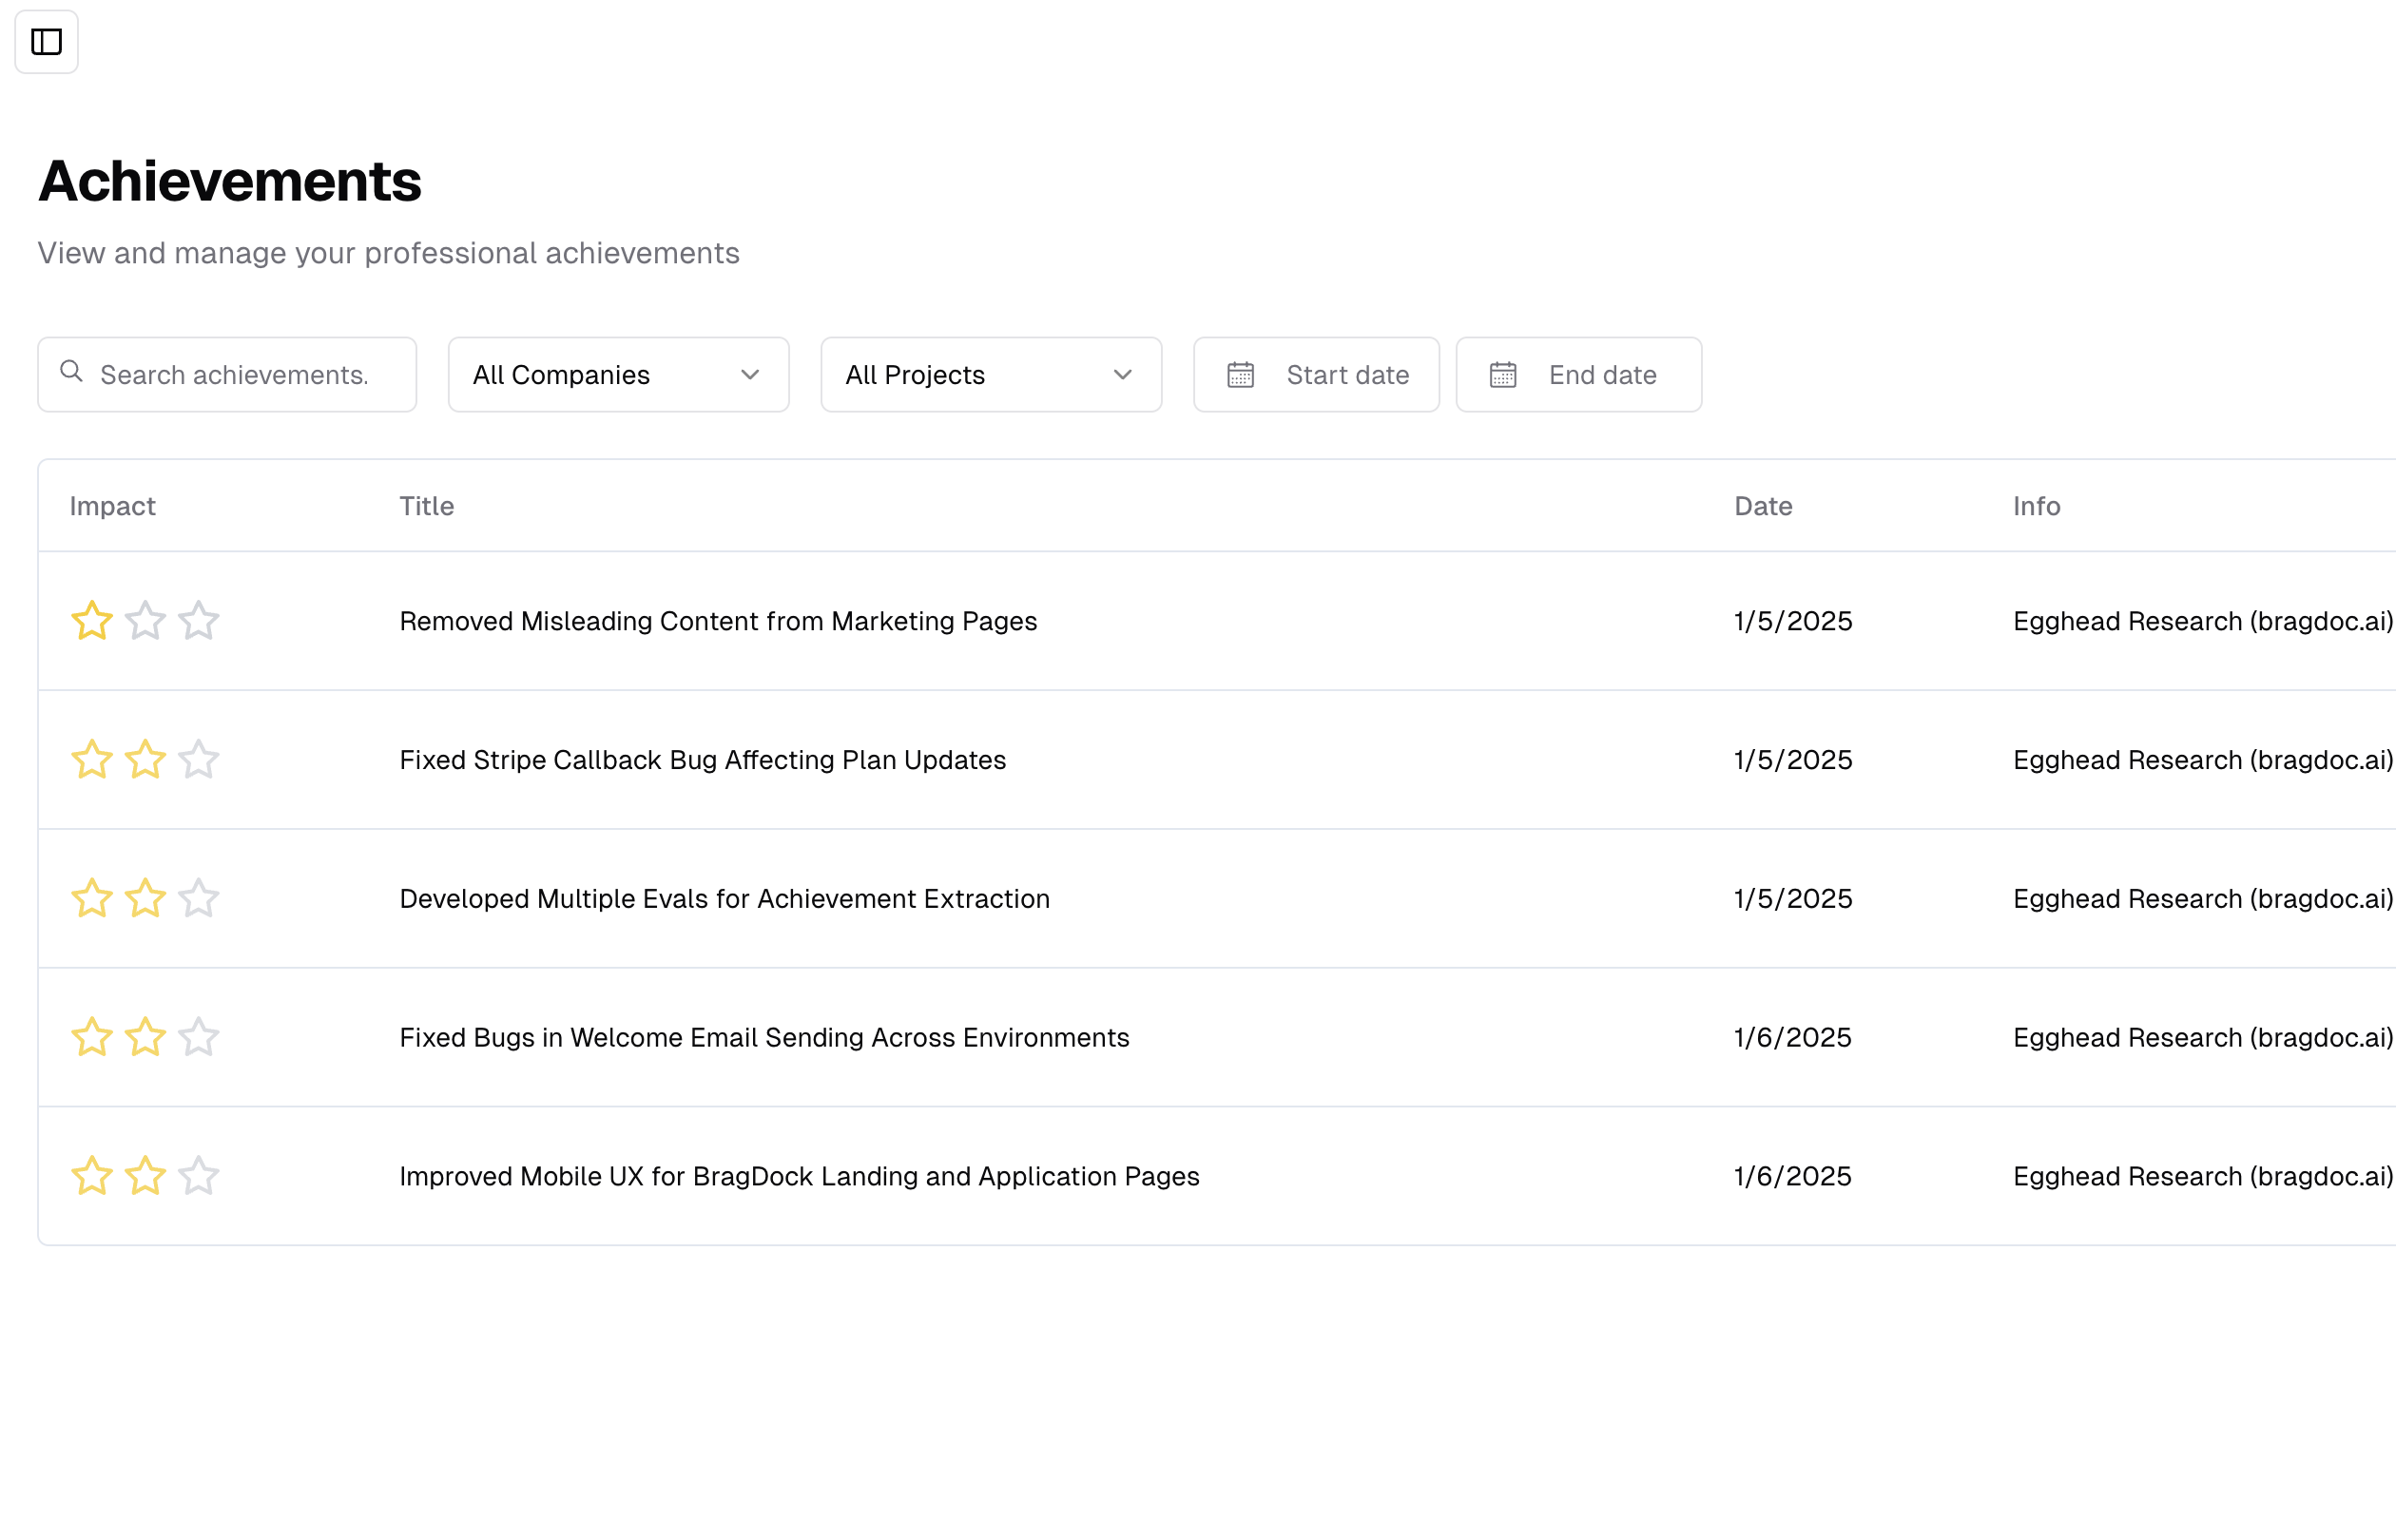 Achievements
View and manage your professional achievements
Search achievements.
All Companies
All Projects
Start date
End date
Impact Title Date Info
Removed Misleading Content from Marketing Pages 1/5/2025 Egghead Research (bragdoc.ai)
Fixed Stripe Callback Bug Affecting Plan Updates 1/5/2025 Egghead Research (bragdoc.ai)
Developed Multiple Evals for Achievement Extraction 1/5/2025 Egghead Research (bragdoc.ai)
Fixed Bugs in Welcome Email Sending Across Environments 1/6/2025 Egghead Research (bragdoc.ai)
Improved Mobile UX for BragDock Landing and Application Pages 1/6/2025 Egghead Research (bragdoc.ai)